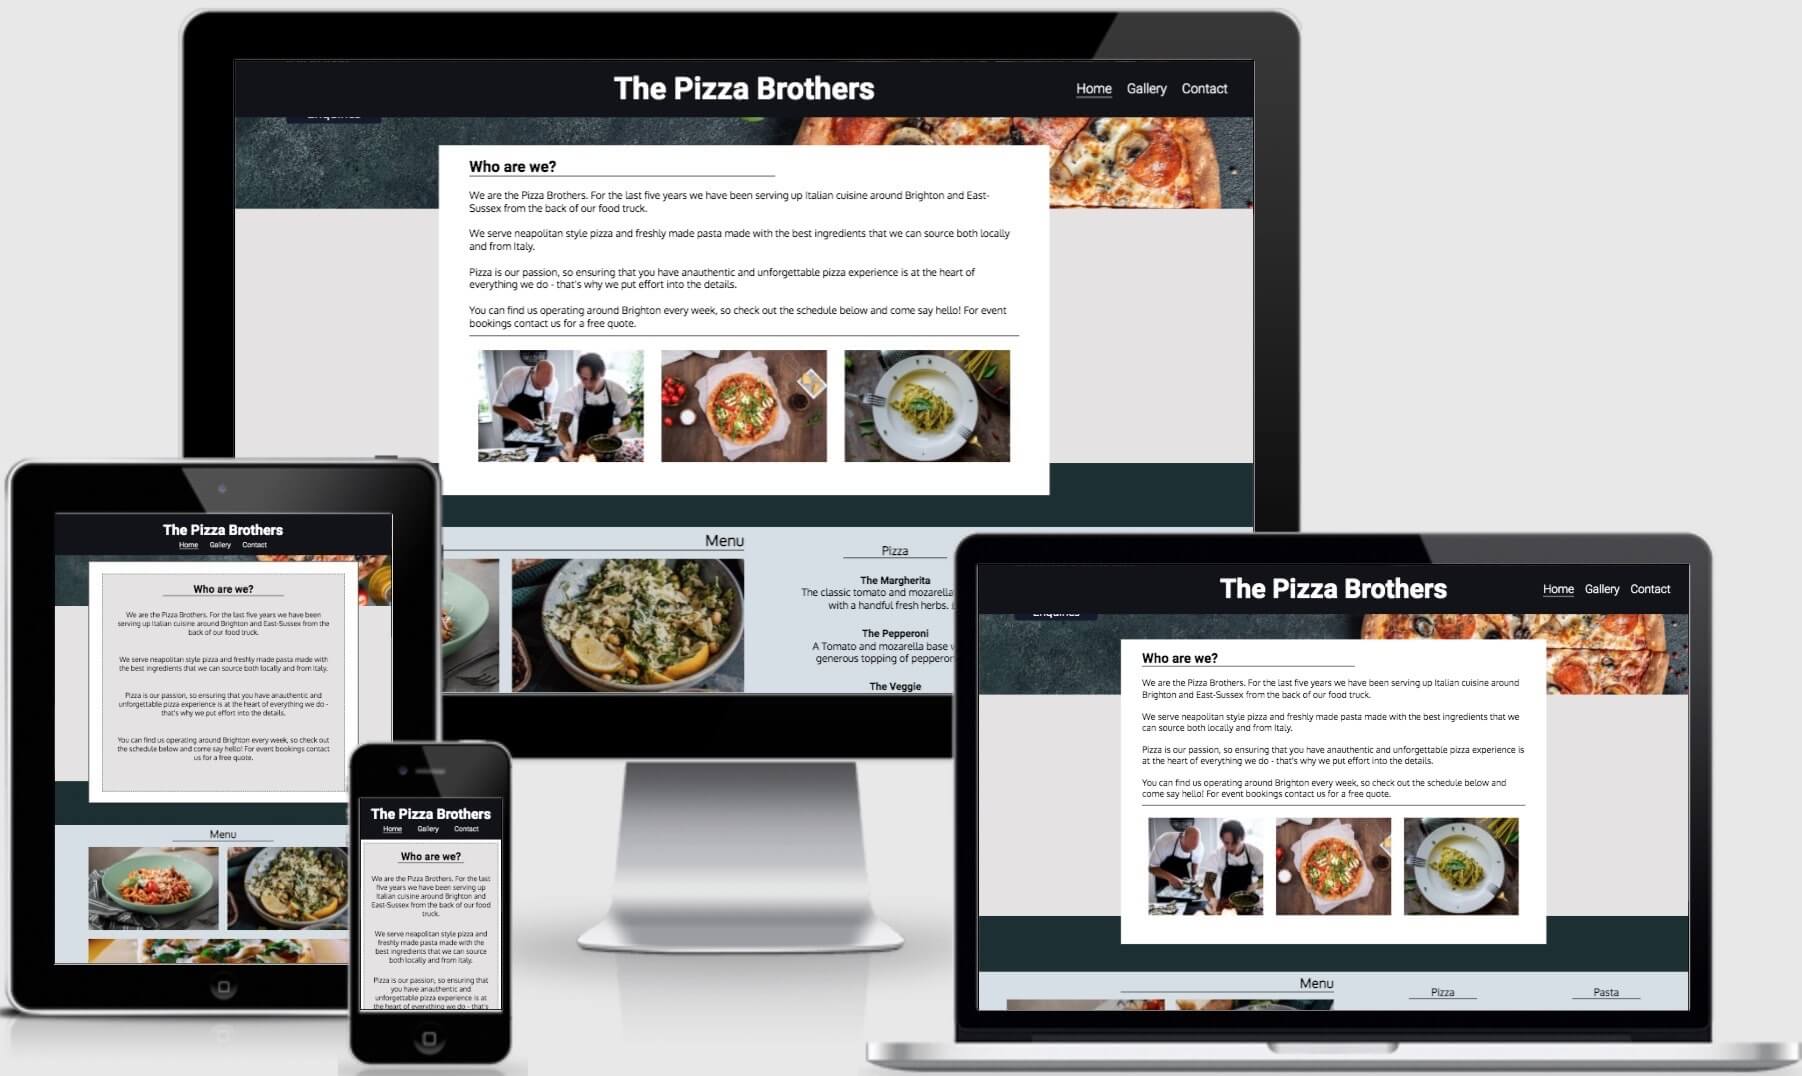 The Pizza Brothers
Home Gallery Contact
Enquiries
Who are we?
We are the Pizza Brothers. For the last five years we have been serving up Italian cuisine around Brighton and East-
Sussex from the back of our food truck.
We serve neapolitan style pizza and freshly made pasta made with the best ingredients that we can source both locally
and from Italy.
Pizza is our passion, so ensuring that you have anauthentic and unforgettable pizza experience is at the heart of
everything we do - that's why we put effort into the details.
You can find us operating around Brighton every week, so check out the schedule below and come say hello! For event
bookings contact us for a free quote.
Menu
Pizza
The Margherita
The classic tomato and mozarella
with a handful fresh herbs.
The Pepperoni
A Tomato and mozarella base
generous topping of
The Veggie
The Pizza Brothers
Home Gallery Contact
Who are we?
We are the Pizza Brothers. For the last five years we have been
serving up Italian cuisine around Brighton and East-Sussex from the
back of our food truck.
We serve neapolitan style pizza and freshly made pasta made with
the best ingredients that we can source both locally and from Italy.
Pizza is our passion, so ensuring that you have anauthentic and
unforgettable pizza experience is at the heart of everything we do -
that's why we put effort into the details.
You can find us operating around Brighton every week, so check out
the schedule below and come say hello! For event bookings contact
us for a free quote.
Menu
The Pizza Brothers
Home Gallery Contact
Who are we?
We are the Pizza Brothers. For the last
five years we have been serving up
Italian cuisine around Brighton and
East-Sussex from the back of our food
truck.
We serve neapolitan style pizza and
freshly made pasta made with the
best ingredients that we can source
both locally and from Italy.
Pizza is our passion, so ensuring that
you have anauthentic and
unforgettable pizza experience is at
the heart of everything we do - that's
The Pizza Brothers
Home Gallery Contact
Enquiries
Who are we?
We are the Pizza Brothers. For the last five years we have been serving up Italian cuisine around
Brighton and East-Sussex from the back of our food truck.
We serve neapolitan style pizza and freshly made pasta made with the best ingredients that we
can source both locally and from Italy.
Pizza is our passion, so ensuring that you have anauthentic and unforgettable pizza experience is
at the heart of everything we do - that's why we put effort into the details.
You can find us operating around Brighton every week, so check out the schedule below and
come say hello! For event bookings contact us for a free quote.
Menu
Pizza
Pasta